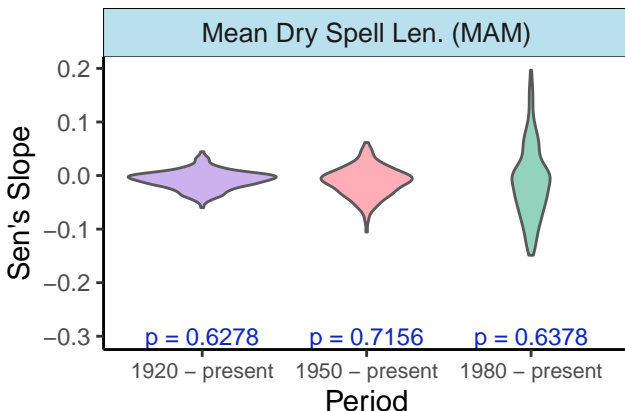 Mean Dry Spell Len. (MAM)
Sen's Slope
0.2
0.1
0.0
−0.1
−0.2
−0.3
p = 0.6278 p = 0.7156 p = 0.6378
1920 − present 1950 − present 1980 − present
Period